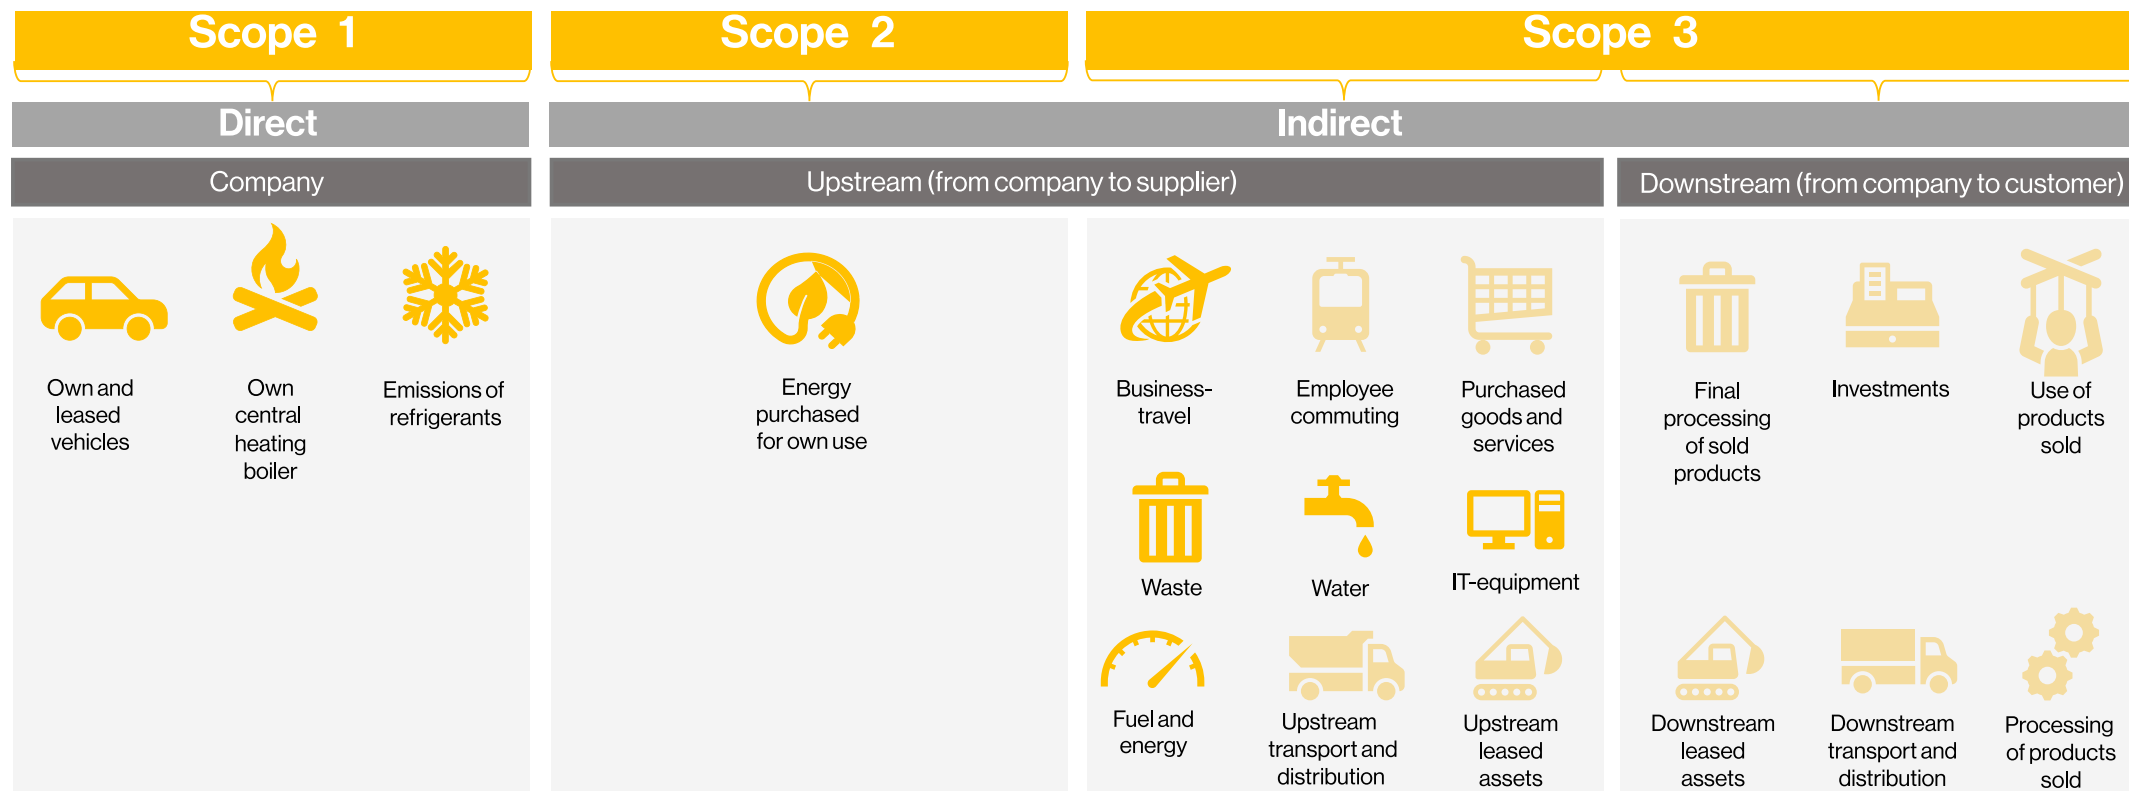 Scope 1
Scope 2
Scope 3
Direct
Indirect
Company
Upstream (from company to supplier)
Downstream (from company to customer)
Own and
leased
vehicles
Own
central
heating
boiler
Emissions of
refrigerants
Energy
purchased
for own use
Business-
travel
Employee
commuting
Purchased
goods and
services
Waste
Water
IT-equipment
Fuel and
energy
Upstream
transport and
distribution
Upstream
leased
assets
Final
processing
of sold
products
Investments
Use of
products
sold
Downstream
leased
assets
Downstream
transport and
distribution
Processing
of products
sold